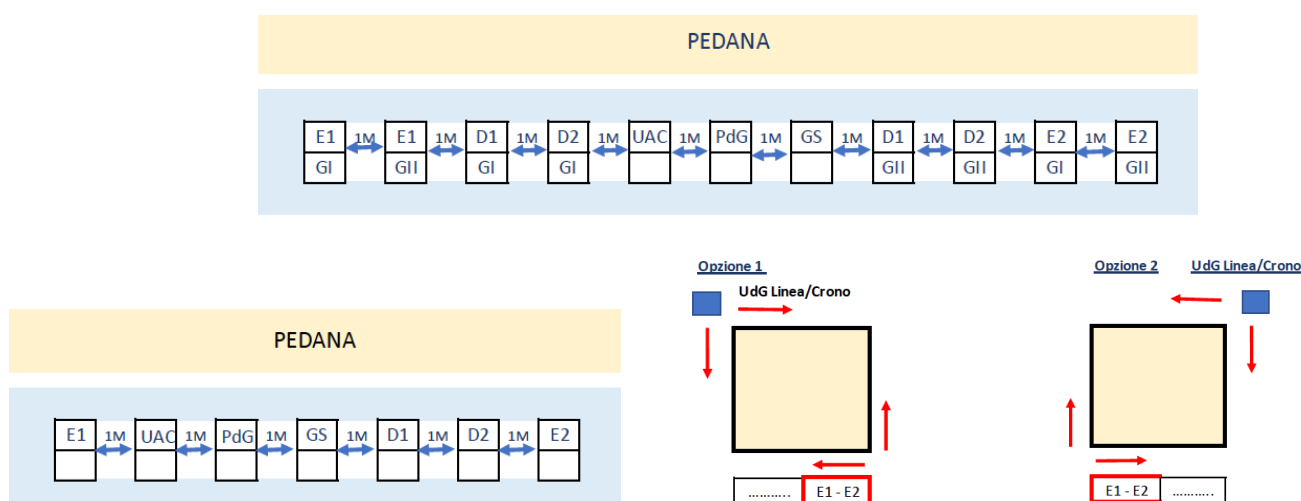 PEDANA
E1 1M E1 1M D1 1M D2 1M UAC 1M PdG 1M GS 1M D1 1M D2 1M E2 1M E2
GI GII GI GI GII GII GI GII
Opzione 1
UdG Linea/Crono
Opzione 2 UdG Linea/Crono
PEDANA
E1 1M UAC 1M PdG 1M GS 1M D1 1M D2 1M E2
……….. E1 - E2
E1 - E2 ………..